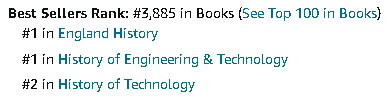 Best Sellers Rank: #3,885 in Books (See Top 100 in Books)
#1 in England History
#1 in History of Engineering & Technology
#2 in History of Technology